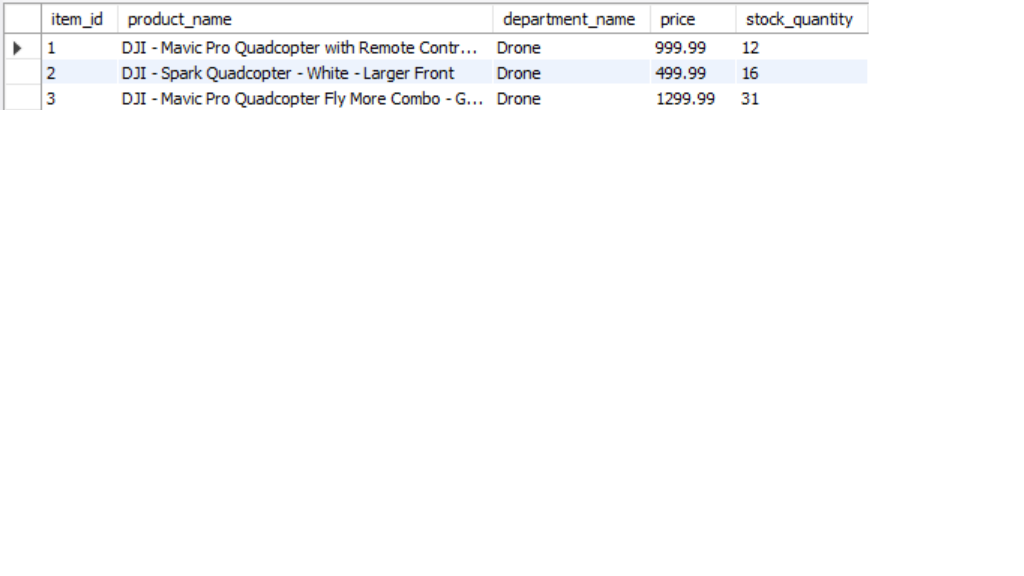 item_id product_name department_name price stock_quantity
1 DJI - Mavic Pro Quadcopter with Remote Contr... Drone 999.99 12
2 DJI - Spark Quadcopter - White - Larger Front Drone 499.99 16
3 DJI - Mavic Pro Quadcopter Fly More Combo - G... Drone 1299.99 31